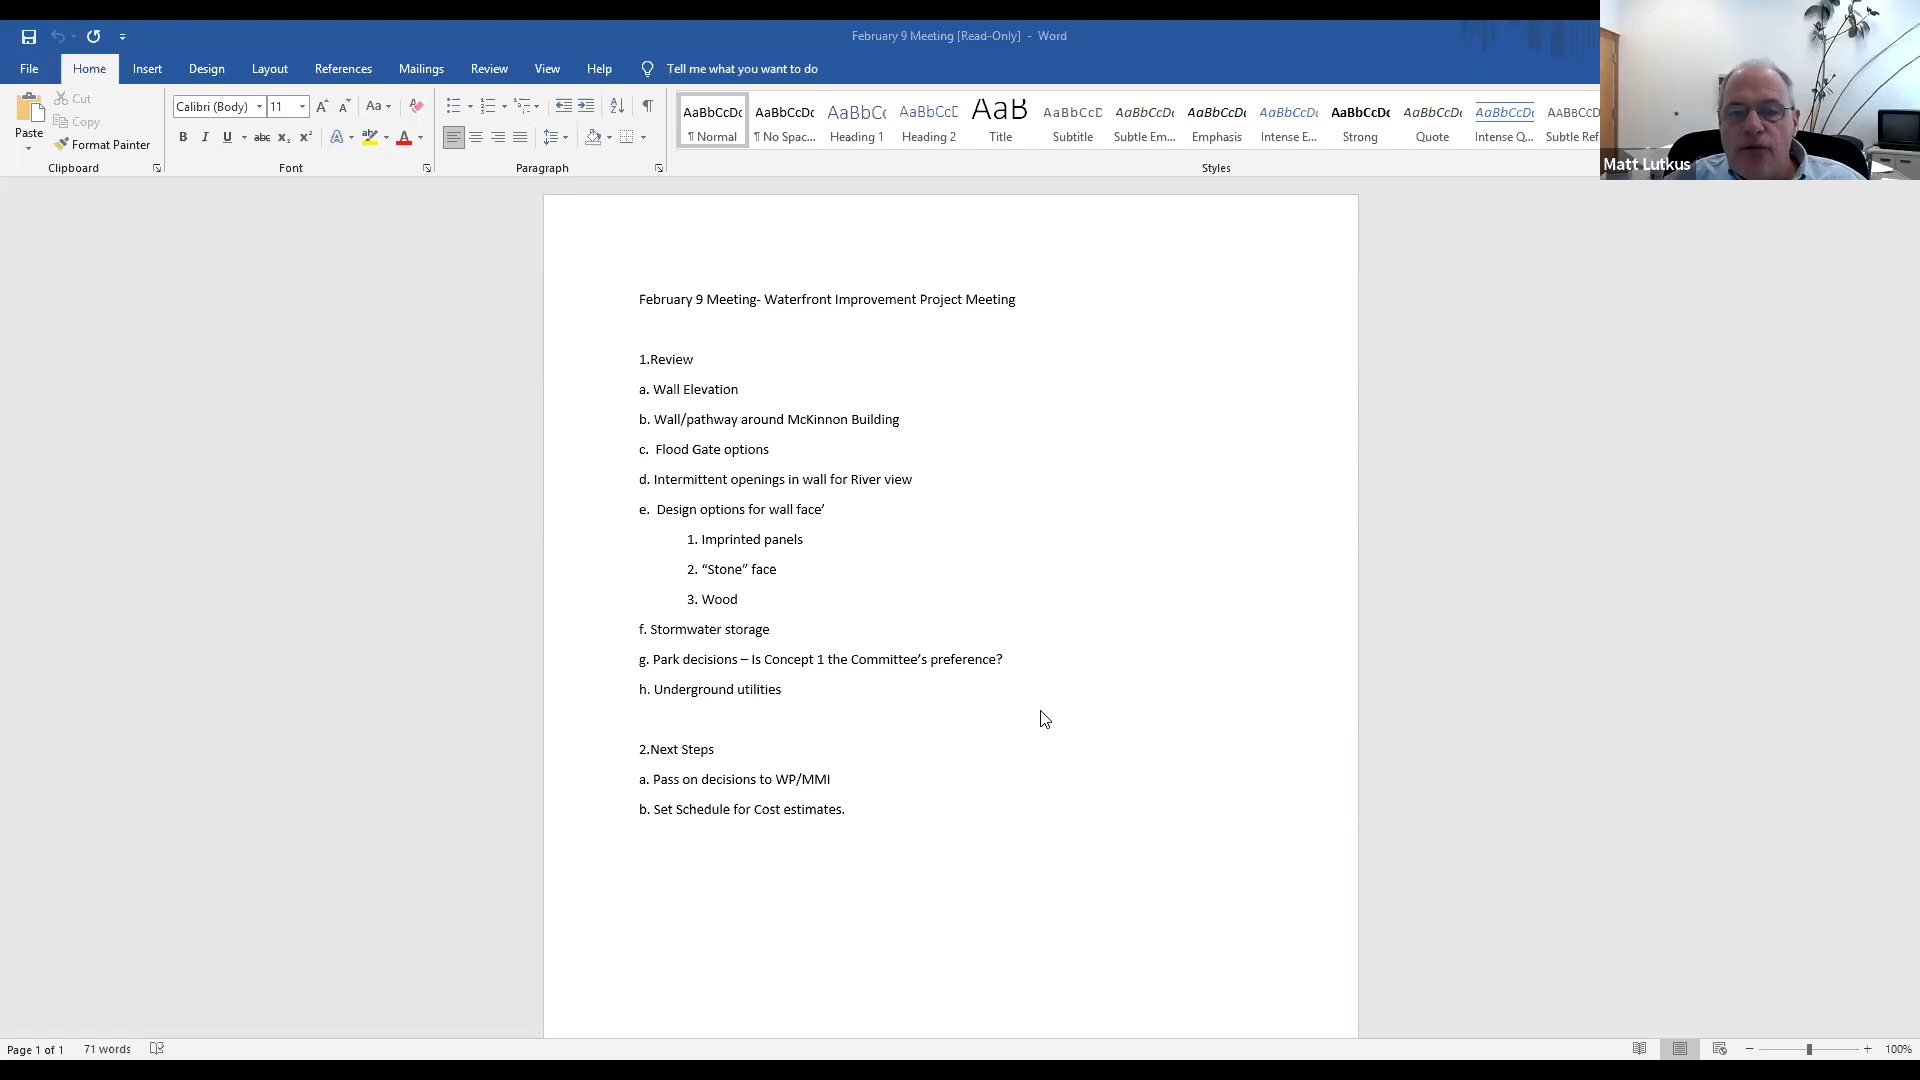 February 9 Meeting [Read-Only] - Word
File Home Insert Design Layout References Mailings Review View Help Tell me what you want to do
Paste
Cut
Copy
Format Painter
Clipboard
Calibri (Body) 11
Font
Paragraph
AaBbCcDc AaBbCcDc AaBbCc AaBbCcD AaB AaBbCcD AaBbCcDc AaBbCcDc AaBbCcDc AaBbCcDc AaBbCcDc AaBbCcDc AABBCC
¶ Normal ¶ No Spac... Heading 1 Heading 2 Title Subtitle Subtle Em... Emphasis Intense E... Strong Quote Intense Q... Subtle Ref
Styles
Matt Lutkus
February 9 Meeting- Waterfront Improvement Project Meeting
1.Review
a. Wall Elevation
b. Wall/pathway around McKinnon Building
c.  Flood Gate options
d. Intermittent openings in wall for River view
e.  Design options for wall face’
1. Imprinted panels
2. “Stone” face
3. Wood
f. Stormwater storage
g. Park decisions – Is Concept 1 the Committee’s preference?
h. Underground utilities
2.Next Steps
a. Pass on decisions to WP/MMI
b. Set Schedule for Cost estimates.
Page 1 of 1 71 words 100%